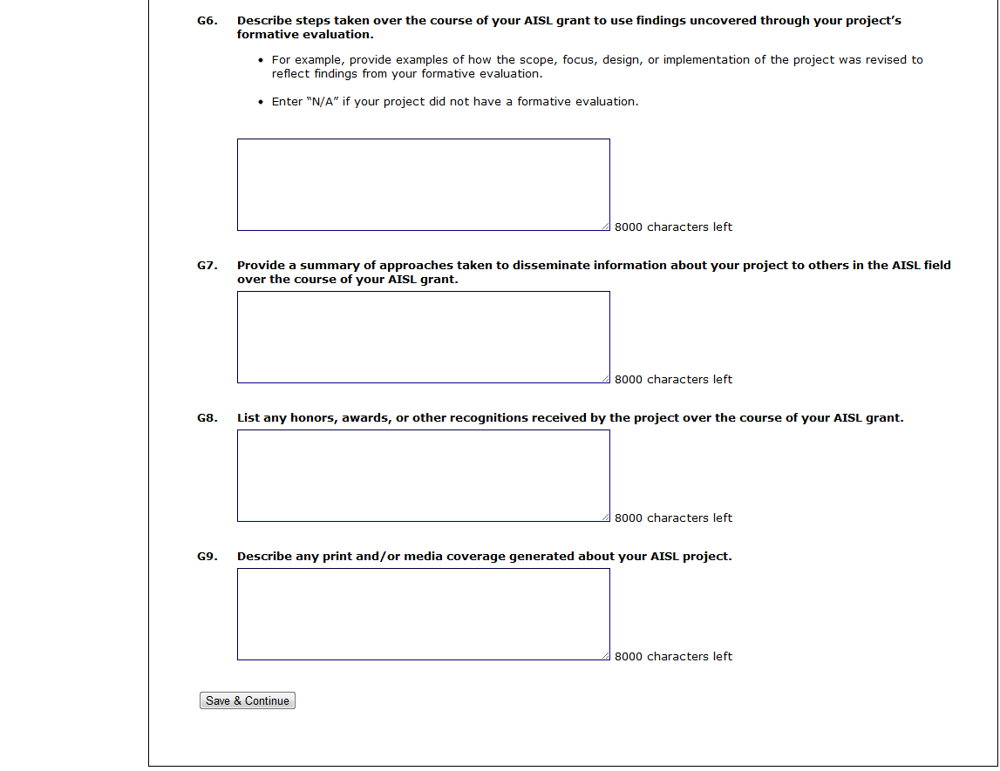 G6. Describe steps taken over the course of your AISL grant to use findings uncovered through your project’s
formative evaluation.
• For example, provide examples of how the scope, focus, design, or implementation of the project was revised to
reflect findings from your formative evaluation.
• Enter “N/A” if your project did not have a formative evaluation.
8000 characters left
G7. Provide a summary of approaches taken to disseminate information about your project to others in the AISL field
over the course of your AISL grant.
8000 characters left
G8. List any honors, awards, or other recognitions received by the project over the course of your AISL grant.
8000 characters left
G9. Describe any print and/or media coverage generated about your AISL project.
8000 characters left
Save & Continue